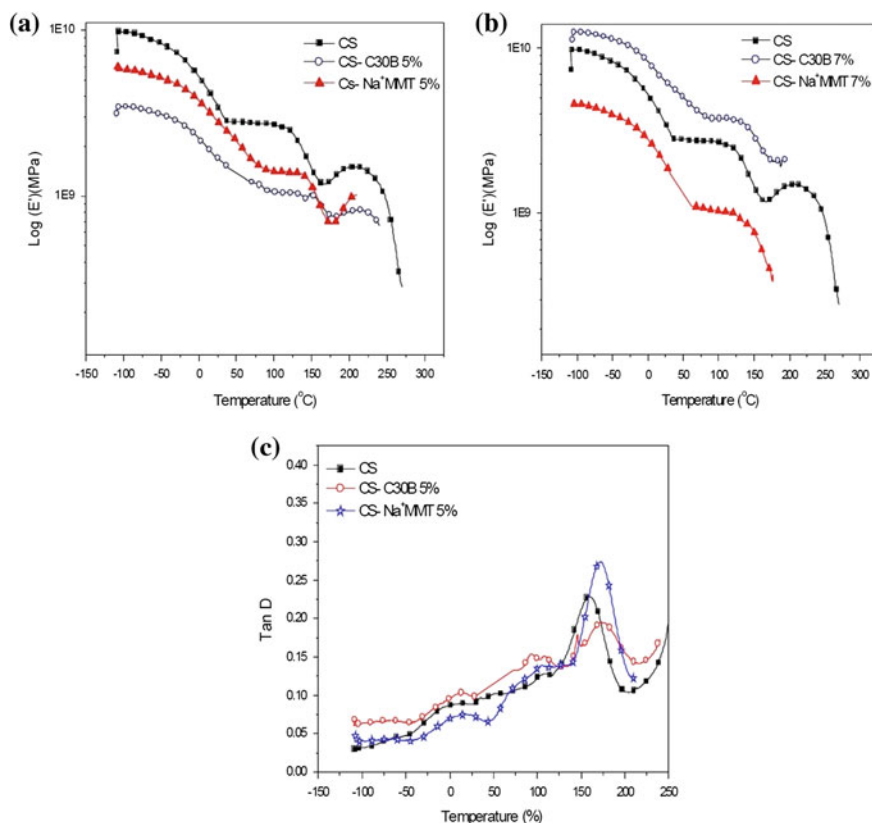 (a)
1E10
1E9
Log (E')(MPa)
CS
CS- C30B 5%
Cs- Na⁺MMT 5%
-150 -100 -50 0 50 100 150 200 250 300
Temperature (°C)
(b)
1E10
1E9
Log (E')(MPa)
CS
CS- C30B 7%
CS- Na⁺MMT 7%
-150 -100 -50 0 50 100 150 200 250 300
Temperature (°C)
(c)
0.40
0.35
0.30
0.25
0.20
0.15
0.10
0.05
0.00
Tan D
CS
CS- C30B 5%
CS- Na⁺MMT 5%
-150 -100 -50 0 50 100 150 200 250
Temperature (%)